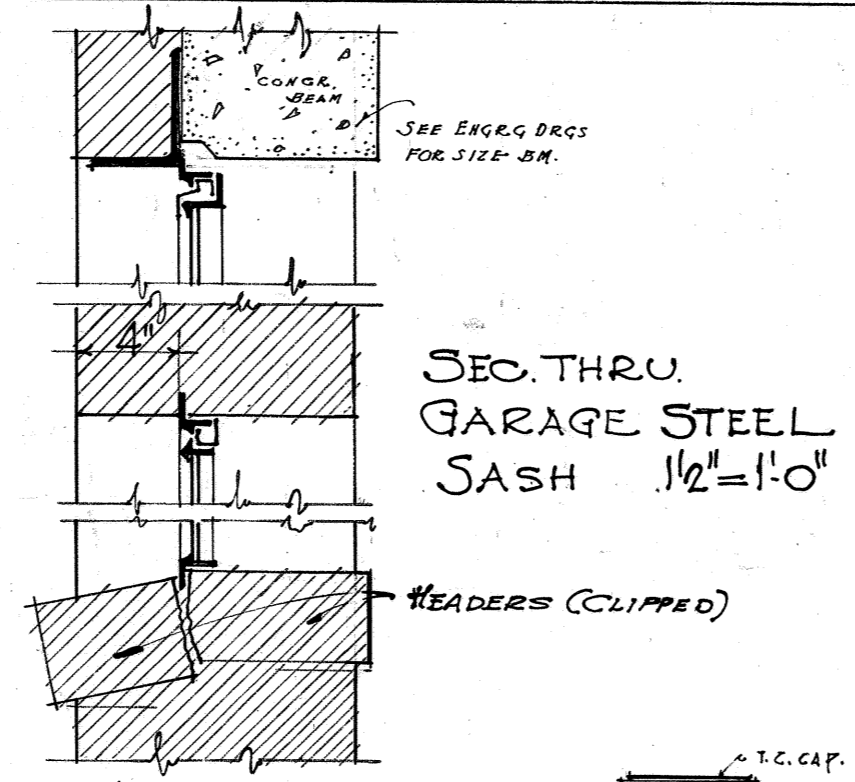 CONCR.
BEAM
SEE ENGRG DRGS
FOR SIZE BM.
4"
SEC. THRU.
GARAGE STEEL
SASH 1½"=1'-0"
HEADERS (CLIPPED)
T.C. CAP.